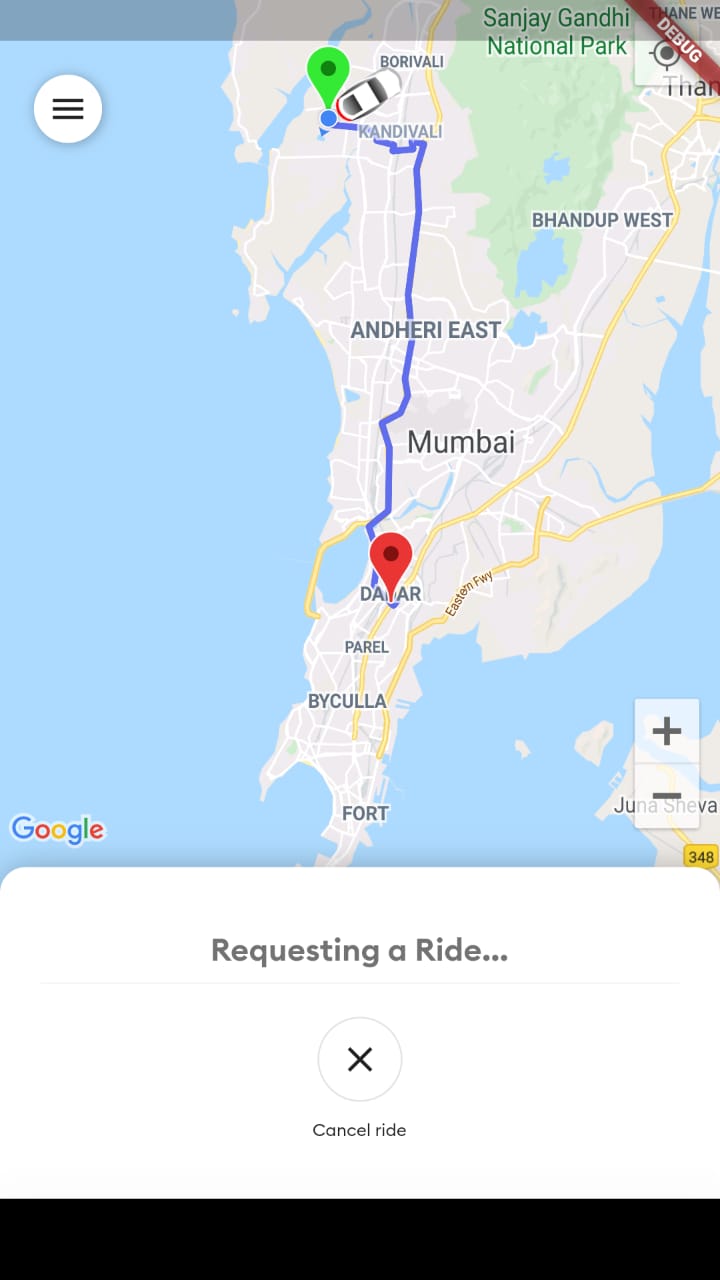 Sanjay Gandhi
National Park
THANE WE
DEBUG
BORIVALI
Than
KANDIVALI
BHANDUP WEST
ANDHERI EAST
Mumbai
DADAR
Eastern Fwy
PAREL
BYCULLA
FORT
Juna Sheva
Google
348
Requesting a Ride...
Cancel ride